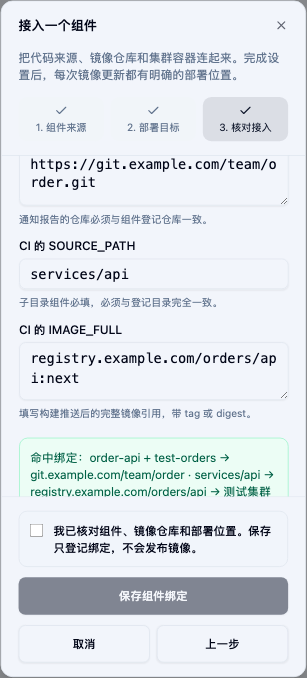 接入一个组件
把代码来源、镜像仓库和集群容器连起来。完成设
置后，每次镜像更新都有明确的部署位置。
1. 组件来源
2. 部署目标
3. 核对接入
https://git.example.com/team/o
rder.git
通知报告的仓库必须与组件登记仓库一致。
CI 的 SOURCE_PATH
services/api
子目录组件必填，必须与登记目录完全一致。
CI 的 IMAGE_FULL
registry.example.com/orders/ap
i:next
填写构建推送后的完整镜像引用，带 tag 或 digest。
命中绑定：order-api + test-orders →
git.example.com/team/order · services/api →
registry.example.com/orders/api → 测试集群
我已核对组件、镜像仓库和部署位置。保存
只登记绑定，不会发布镜像。
保存组件绑定
取消
上一步